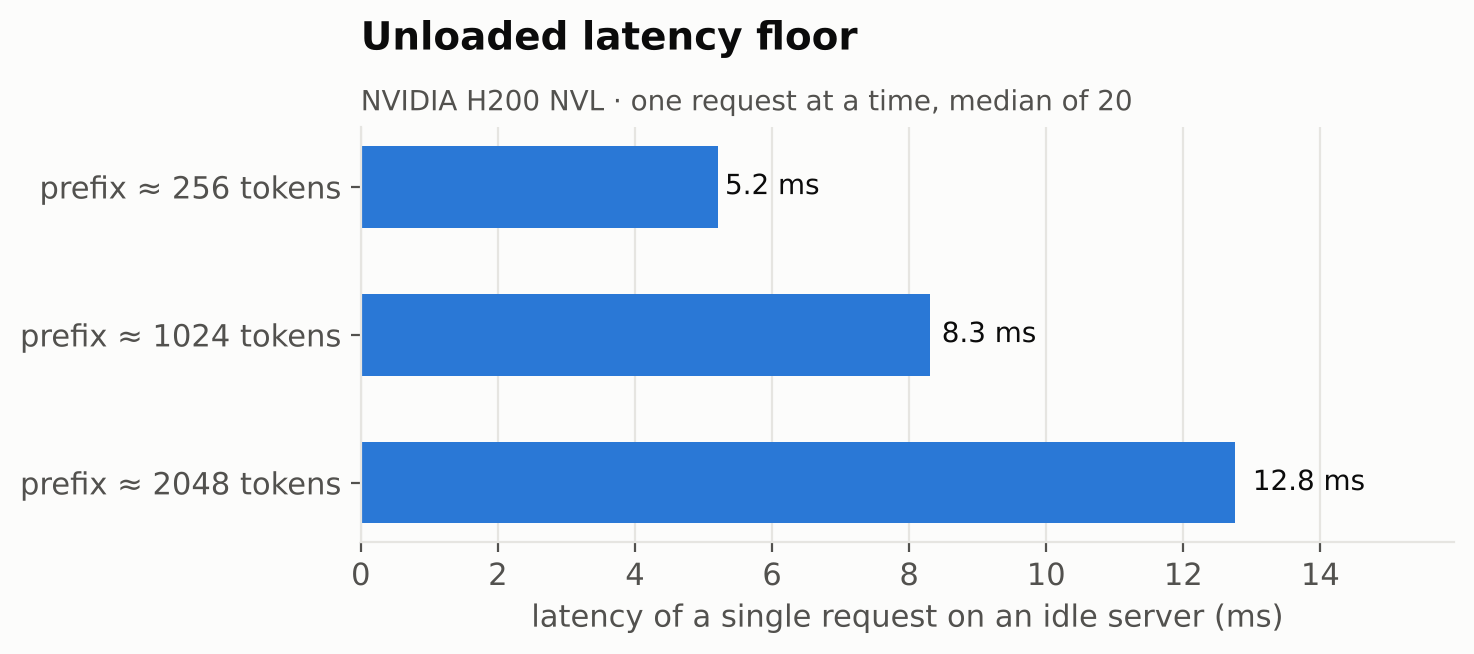 Unloaded latency floor
NVIDIA H200 NVL · one request at a time, median of 20
prefix ≈ 256 tokens
5.2 ms
prefix ≈ 1024 tokens
8.3 ms
prefix ≈ 2048 tokens
12.8 ms
0 2 4 6 8 10 12 14
latency of a single request on an idle server (ms)